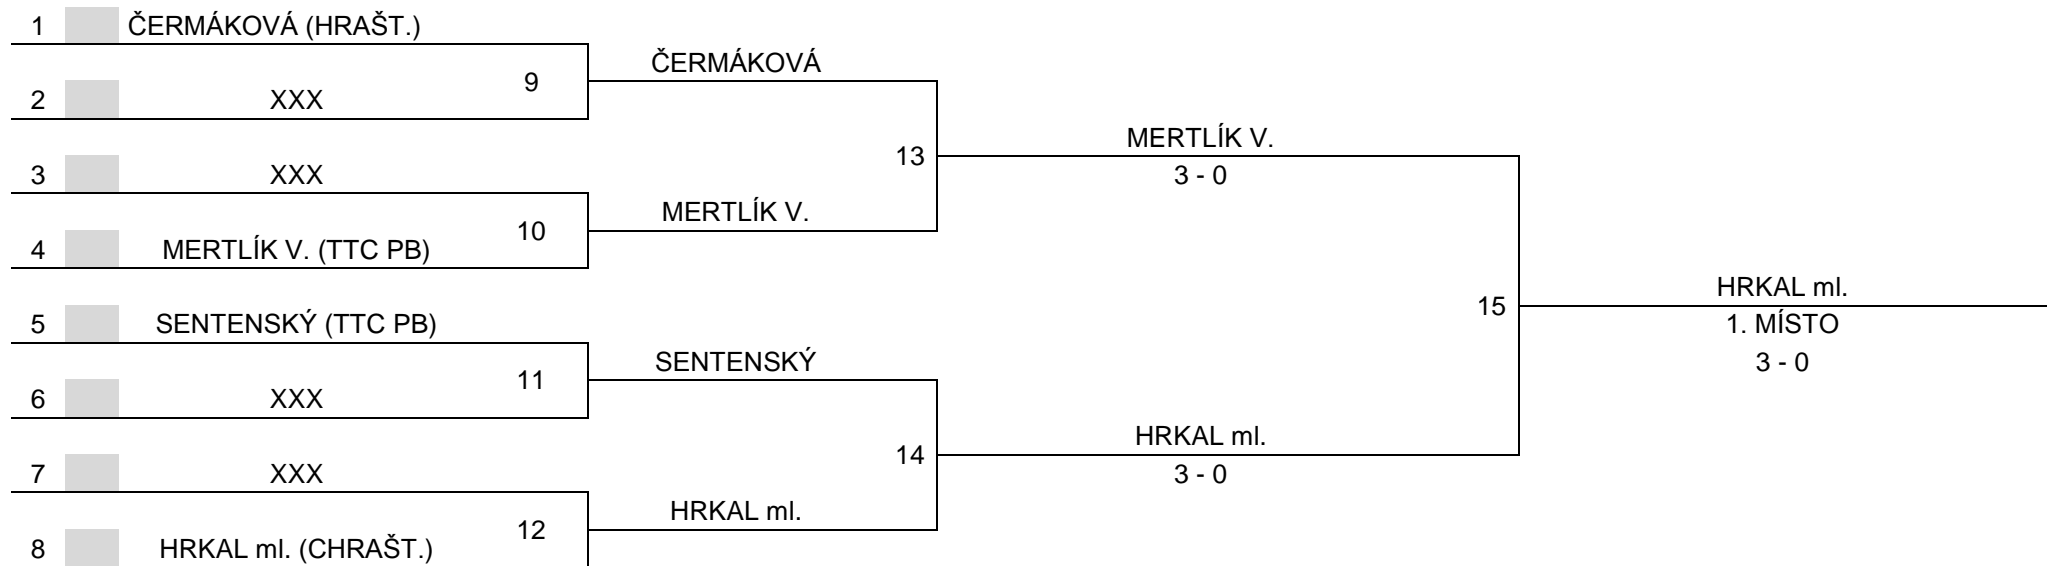 1 ČERMÁKOVÁ (HRAŠT.)
ČERMÁKOVÁ
9
2 XXX
MERTLÍK V.
13
3 XXX
3 - 0
MERTLÍK V.
10
4 MERTLÍK V. (TTC PB)
HRKAL ml.
15
5 SENTENSKÝ (TTC PB)
1. MÍSTO
SENTENSKÝ
3 - 0
11
6 XXX
HRKAL ml.
14
7 XXX
3 - 0
HRKAL ml.
12
8 HRKAL ml. (CHRAŠT.)